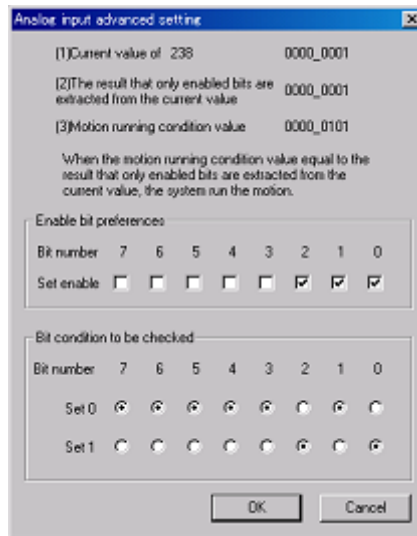 Analog input advanced setting
(1)Current value of 238 0000_0001
(2)The result that only enabled bits are
extracted from the current value 0000_0001
(3)Motion running condition value 0000_0101
When the motion running condition value equal to the
result that only enabled bits are extracted from the
current value, the system run the motion.
Enable bit preferences
Bit number 7 6 5 4 3 2 1 0
Set enable
Bit condition to be checked
Bit number 7 6 5 4 3 2 1 0
Set 0
Set 1
OK Cancel